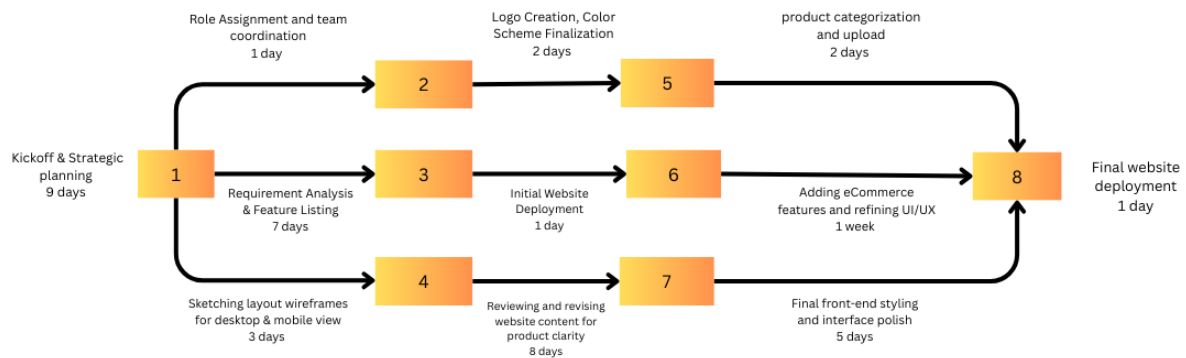 Role Assignment and team
coordination
1 day
Logo Creation, Color
Scheme Finalization
2 days
product categorization
and upload
2 days
2
5
Kickoff & Strategic
planning
9 days
1
3
6
8
Final website
deployment
1 day
Requirement Analysis
& Feature Listing
7 days
Initial Website
Deployment
1 day
Adding eCommerce
features and refining UI/UX
1 week
4
7
Sketching layout wireframes
for desktop & mobile view
3 days
Reviewing and revising
website content for
product clarity
8 days
Final front-end styling
and interface polish
5 days